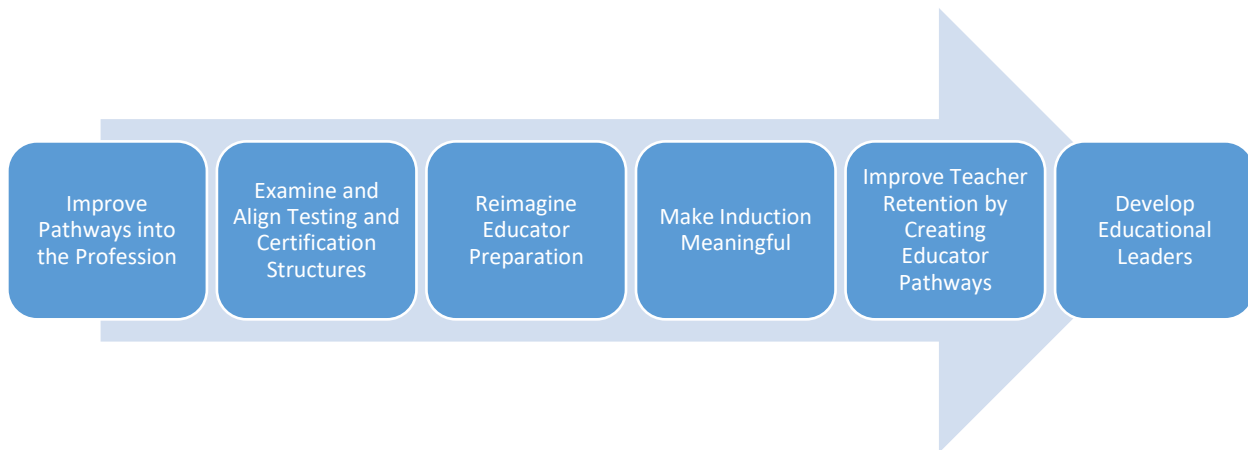 Improve
Pathways into
the Profession
Examine and
Align Testing and
Certification
Structures
Reimagine
Educator
Preparation
Make Induction
Meaningful
Improve Teacher
Retention by
Creating
Educator
Pathways
Develop
Educational
Leaders